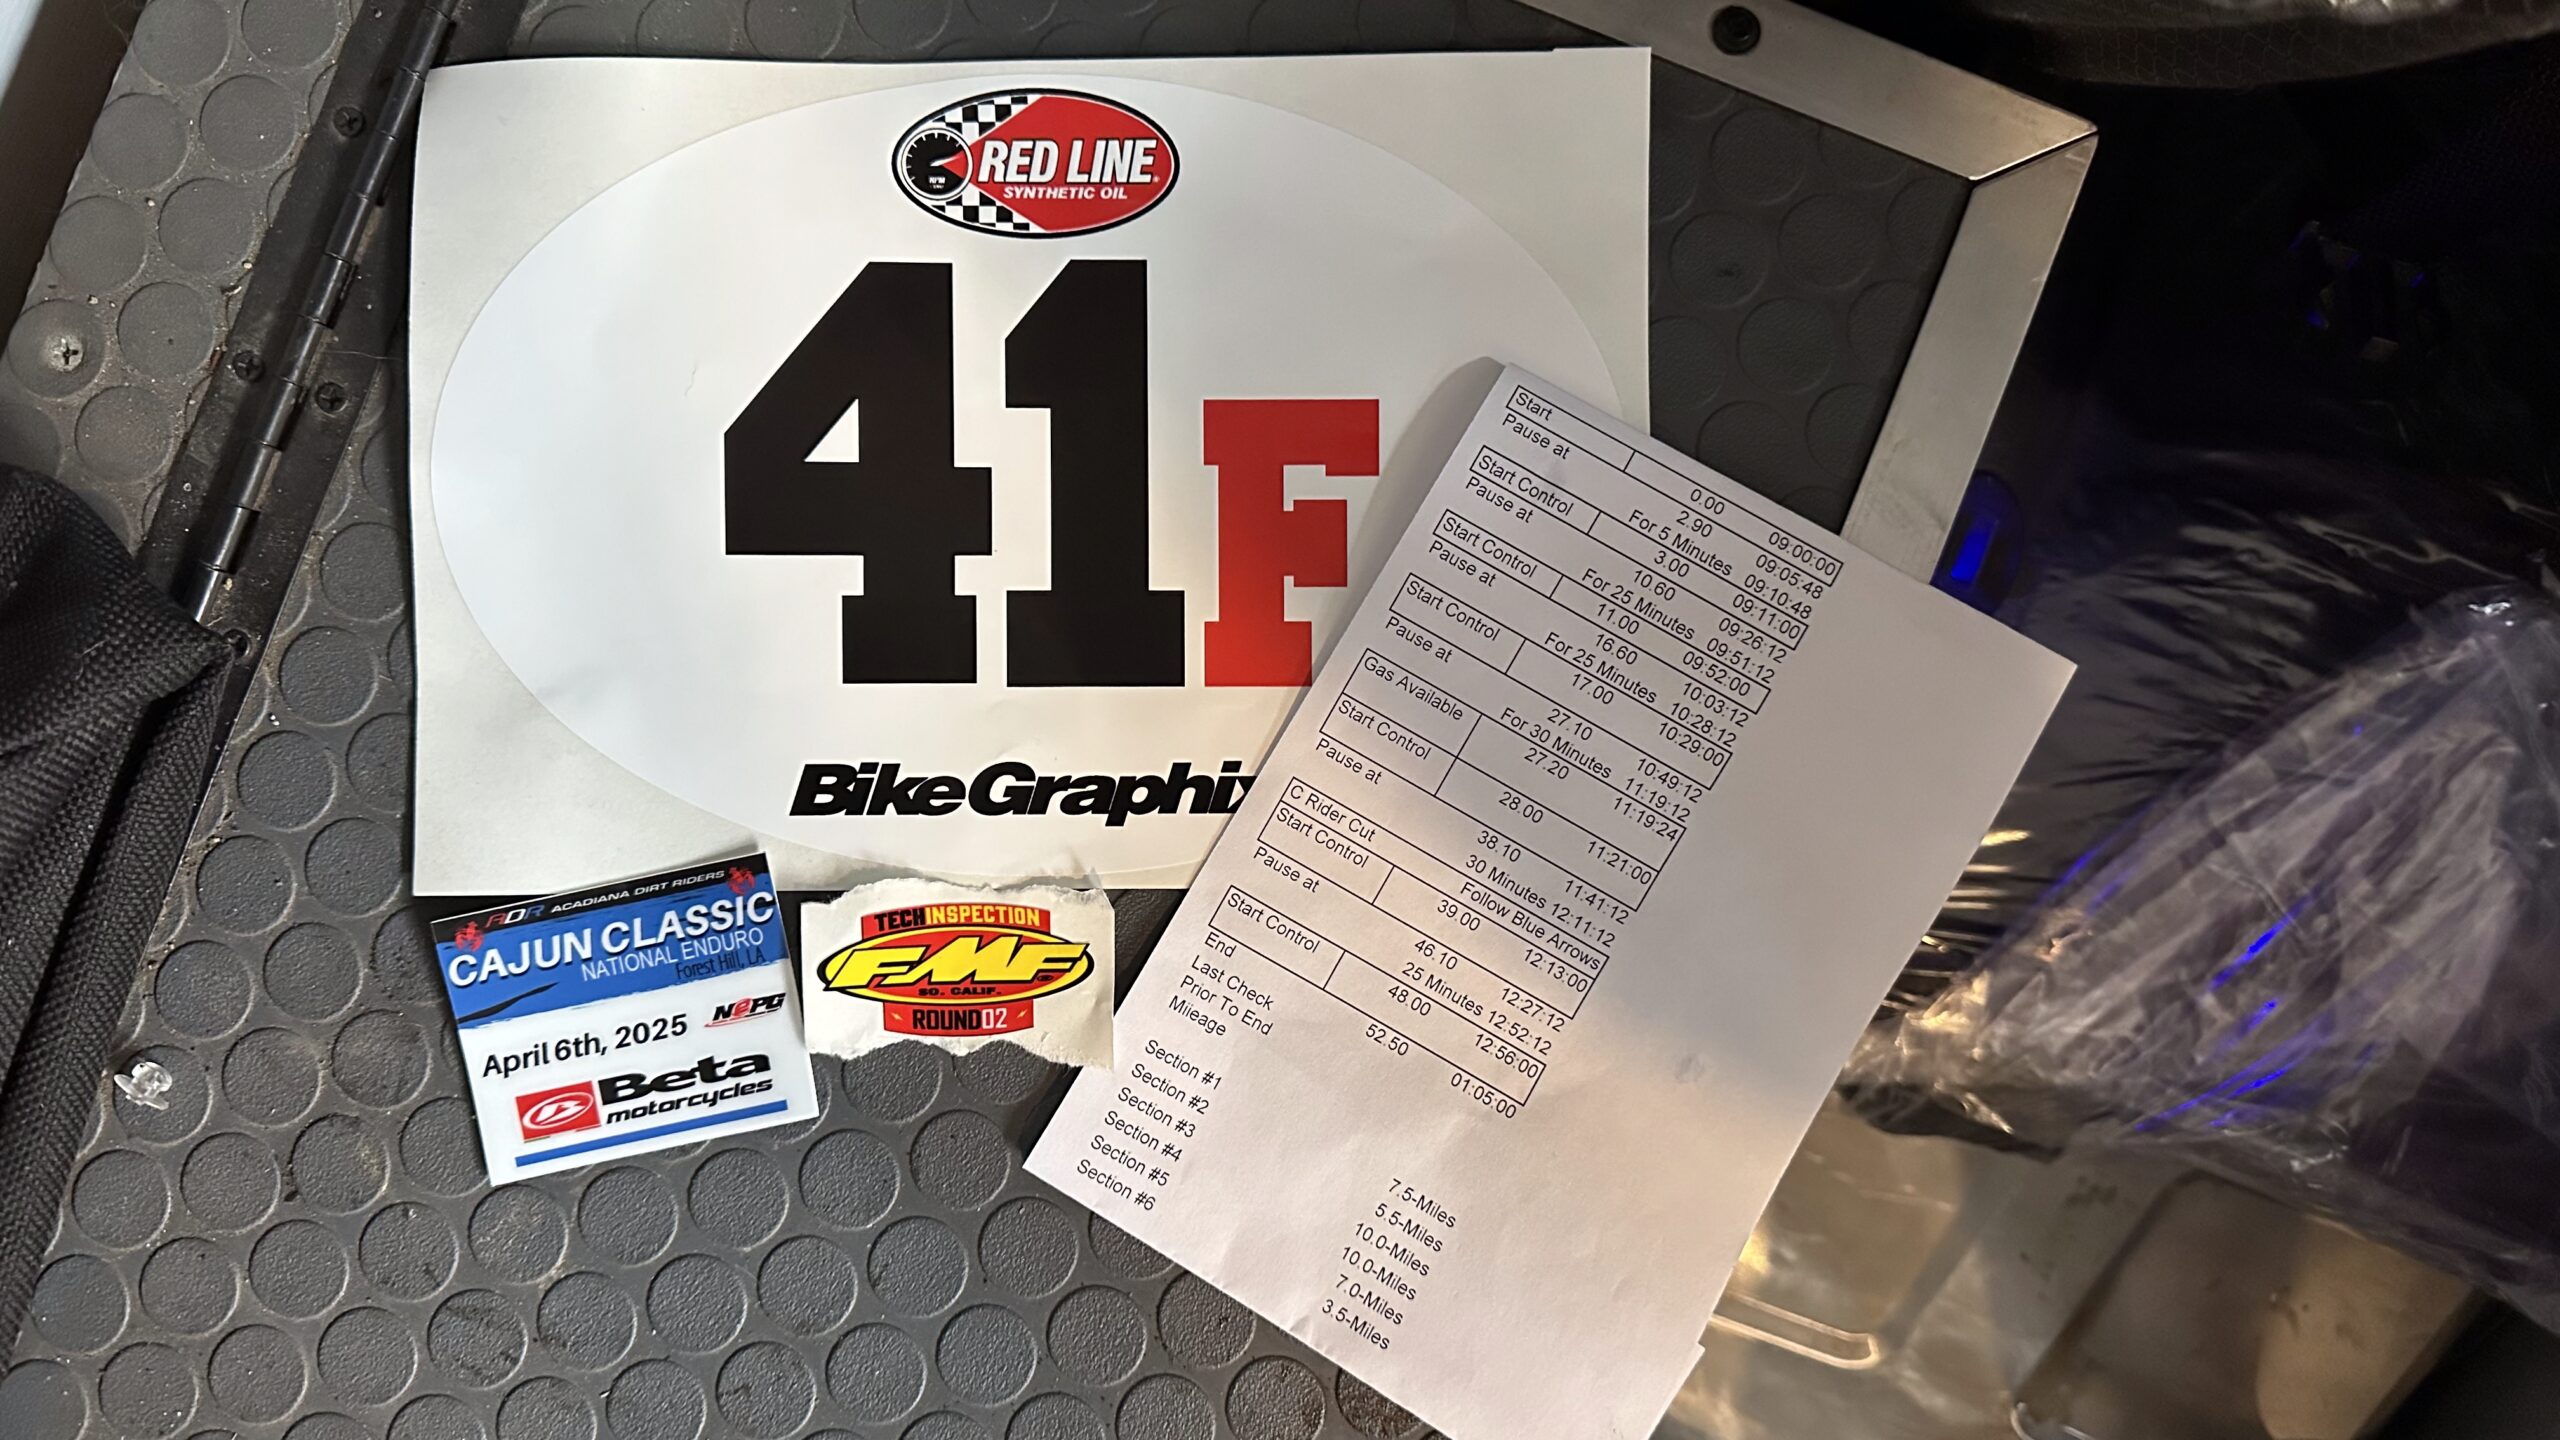 RED LINE
SYNTHETIC OIL
RPM
41F
BikeGraphix
ADR ACADIANA DIRT RIDERS
CAJUN CLASSIC
NATIONAL ENDURO
Forest Hill, LA
NEPG
April 6th, 2025
Beta
motorcycles
TECHINSPECTION
FMF
SO. CALIF.
ROUND02
Start 0.00 09:00:00
Pause at 2.90 09:05:48
For 5 Minutes 09:10:48
Start Control 3.00 09:11:00
Pause at 10.60 09:26:12
For 25 Minutes 09:51:12
Start Control 11.00 09:52:00
Pause at 16.60 10:03:12
For 25 Minutes 10:28:12
Start Control 17.00 10:29:00
Pause at 27.10 10:49:12
For 30 Minutes 11:19:12
Gas Available 27.20 11:19:24
Start Control 28.00 11:21:00
Pause at 38.10 11:41:12
30 Minutes 12:11:12
C Rider Cut Follow Blue Arrows
Start Control 39.00 12:13:00
Pause at 46.10 12:27:12
25 Minutes 12:52:12
Start Control 48.00 12:56:00
End 52.50 01:05:00
Last Check
Prior To End
Mileage
Section #1 7.5-Miles
Section #2 5.5-Miles
Section #3 10.0-Miles
Section #4 10.0-Miles
Section #5 7.0-Miles
Section #6 3.5-Miles